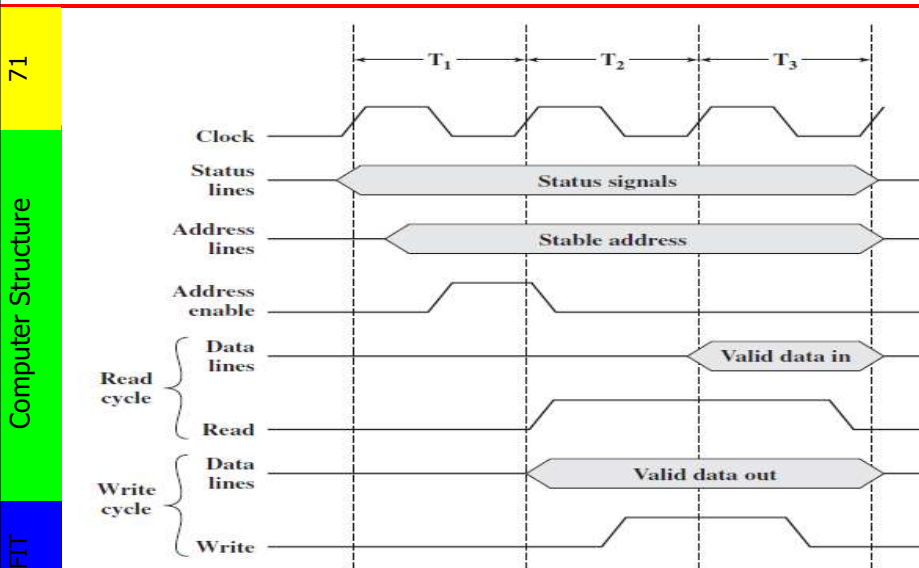 71
Computer Structure
FIT
T₁
T₂
T₃
Clock
Status
lines
Status signals
Address
lines
Stable address
Address
enable
Read
cycle
Data
lines
Valid data in
Read
Write
cycle
Data
lines
Valid data out
Write